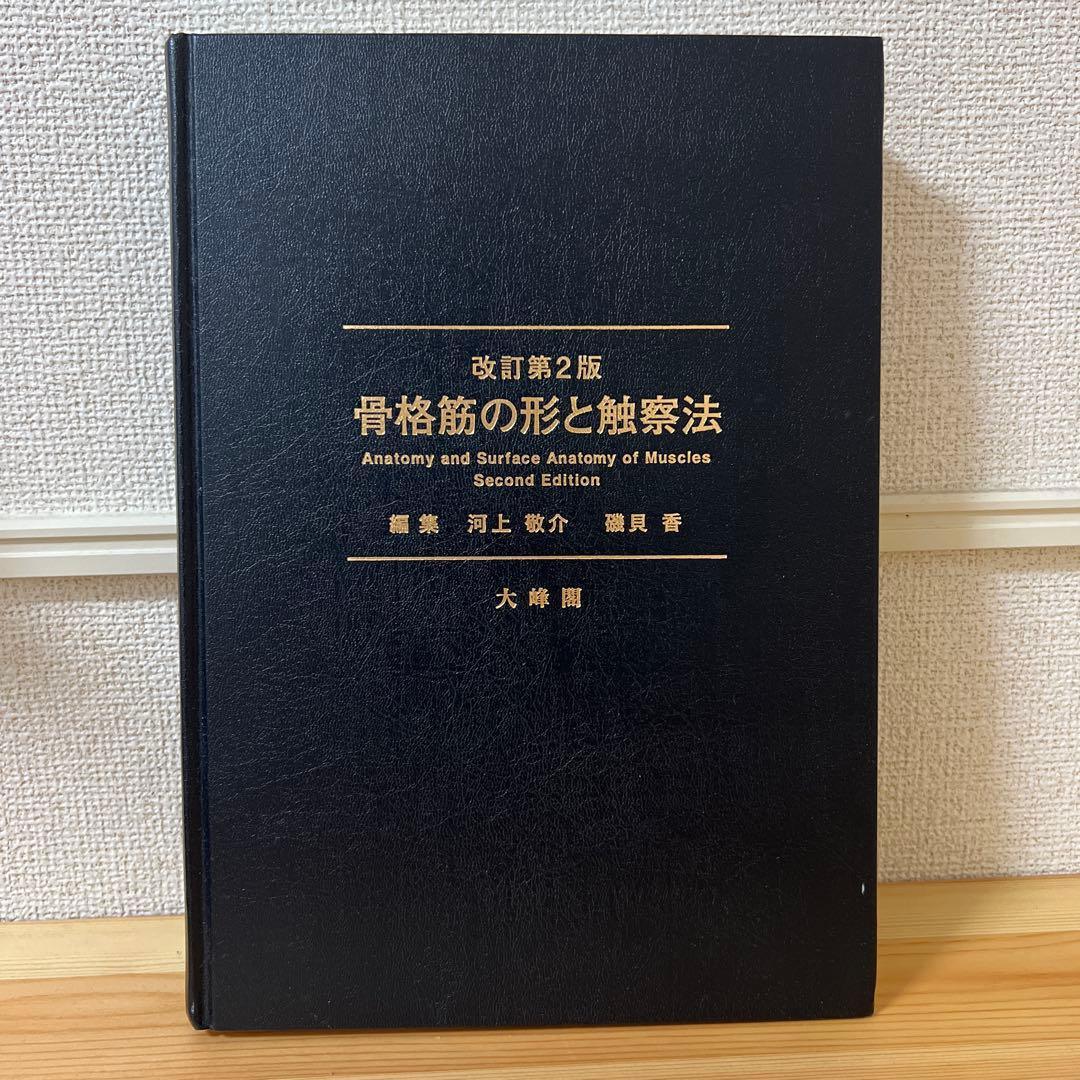 改訂第2版
骨格筋の形と触察法
Anatomy and Surface Anatomy of Muscles
Second Edition
編集 河上 敬介 磯貝 香
大峰閣